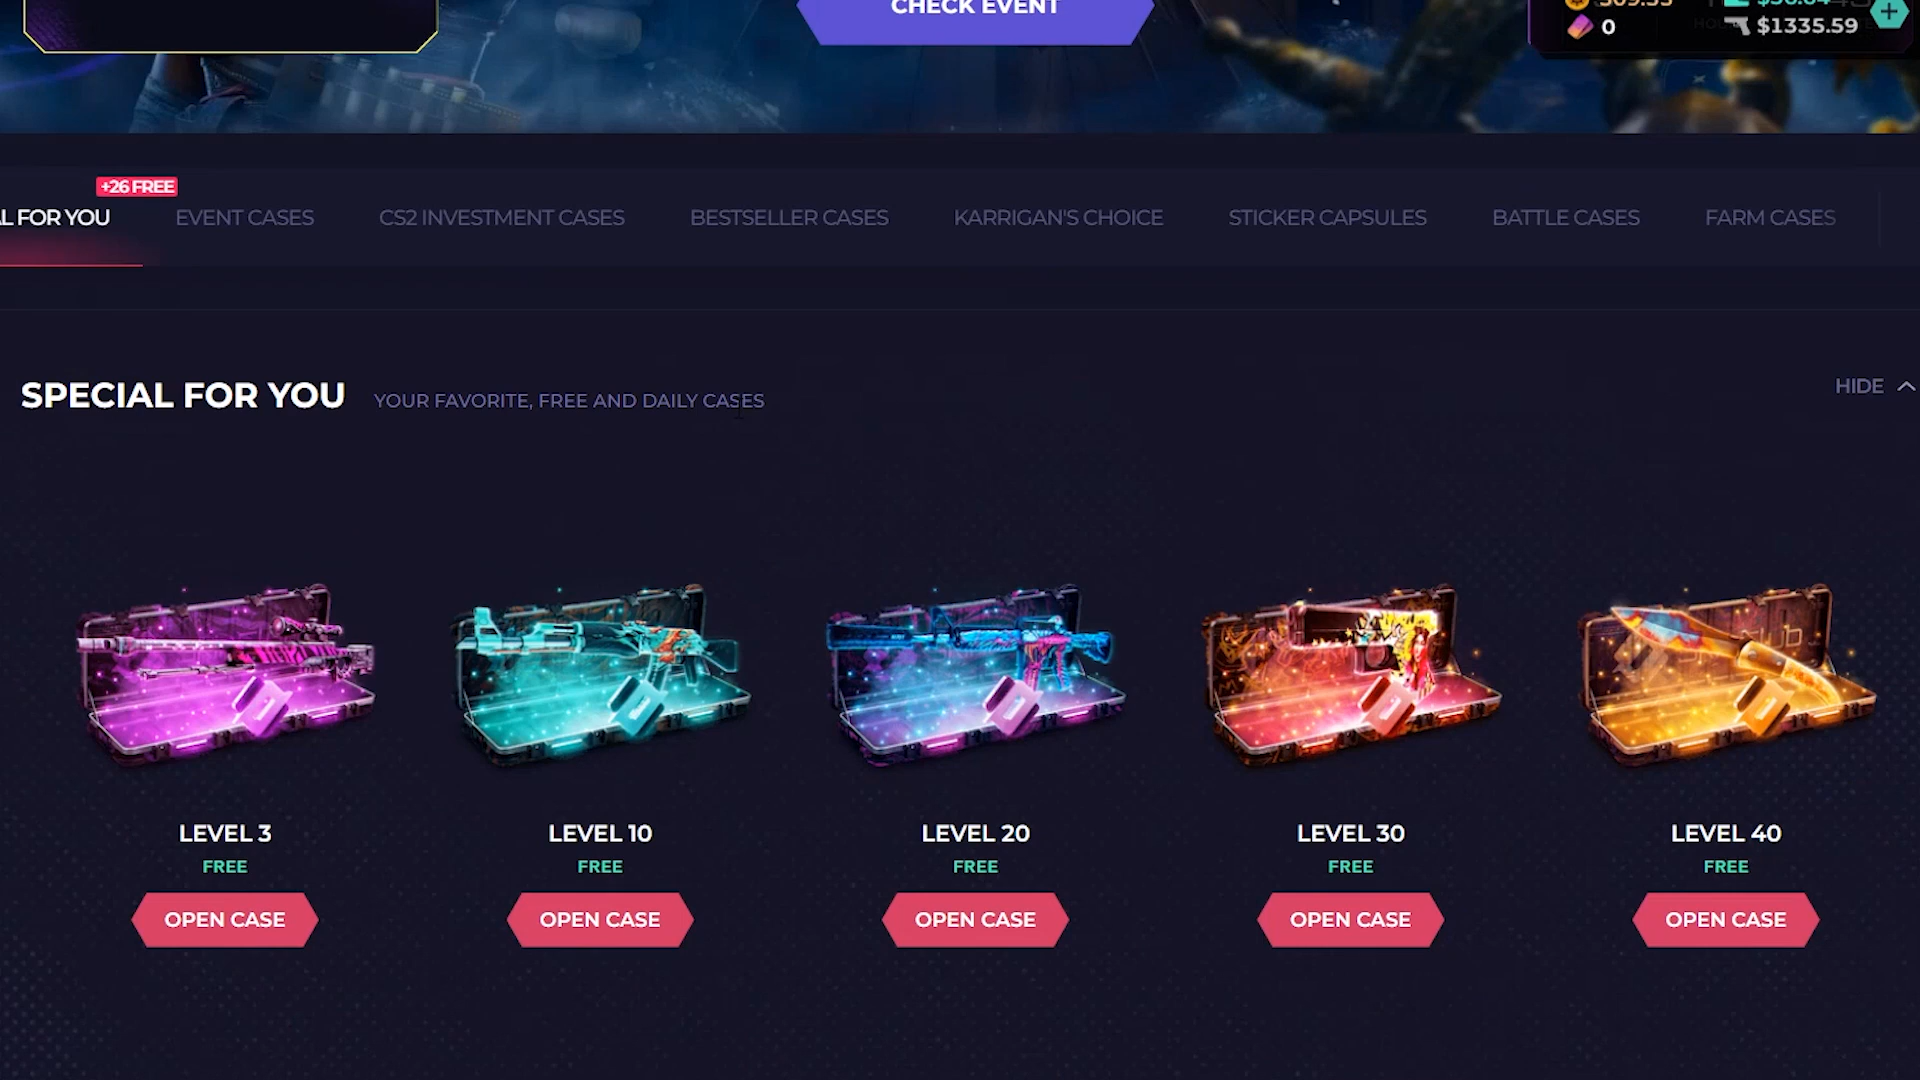 CHECK EVENT
0
$1335.59
+26 FREE
FOR YOU
EVENT CASES
CS2 INVESTMENT CASES
BESTSELLER CASES
KARRIGAN'S CHOICE
STICKER CAPSULES
BATTLE CASES
FARM CASES
SPECIAL FOR YOU
YOUR FAVORITE, FREE AND DAILY CASES
HIDE
LEVEL 3
FREE
OPEN CASE
LEVEL 10
FREE
OPEN CASE
LEVEL 20
FREE
OPEN CASE
LEVEL 30
FREE
OPEN CASE
LEVEL 40
FREE
OPEN CASE